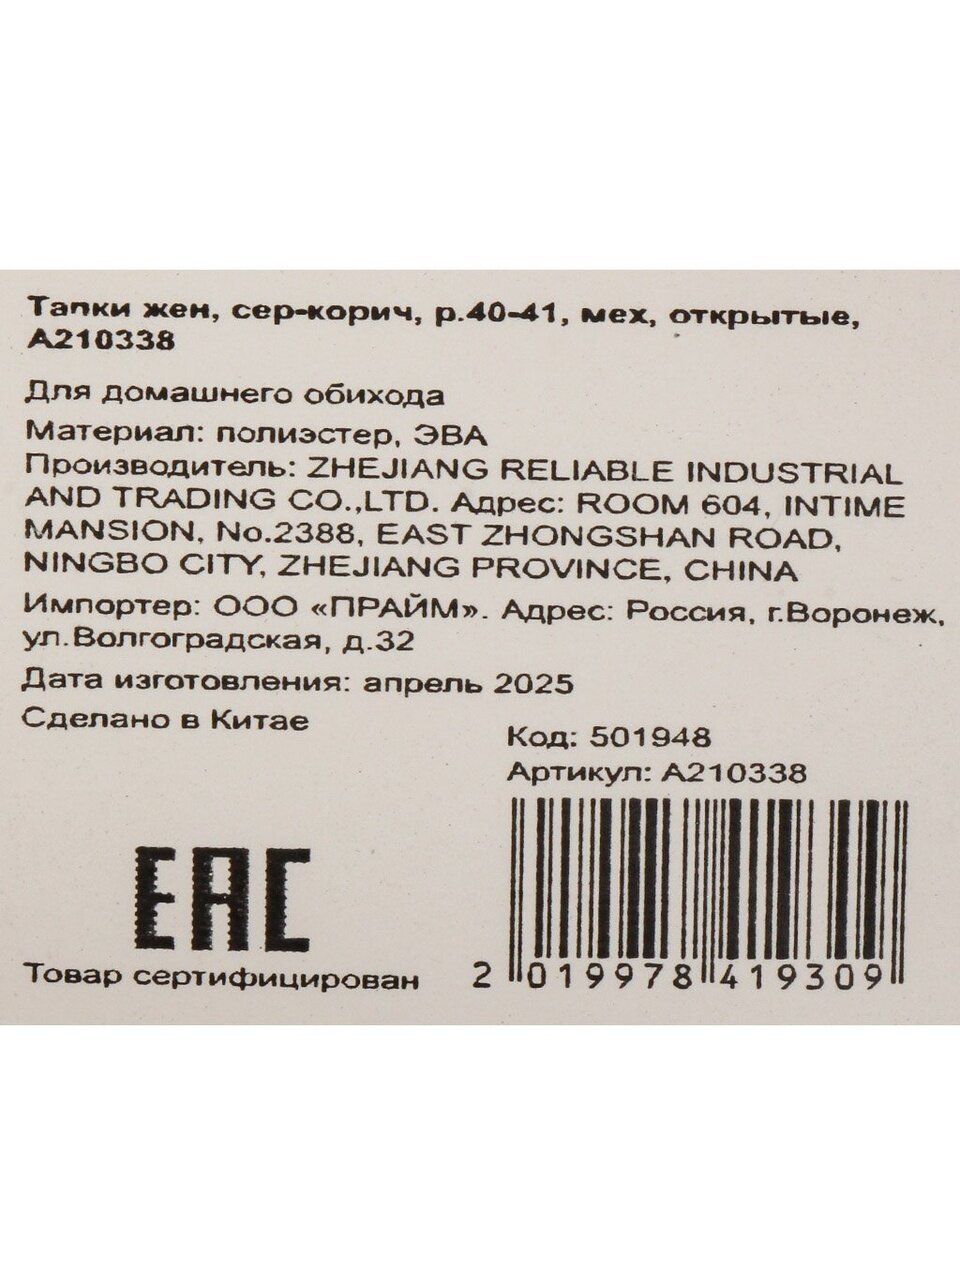 Тапки жен, сер-корич, р.40-41, мех, открытые,
А210338
Для домашнего обихода
Материал: полиэстер, ЭВА
Производитель: ZHEJIANG RELIABLE INDUSTRIAL
AND TRADING CO.,LTD. Адрес: ROOM 604, INTIME
MANSION, No.2388, EAST ZHONGSHAN ROAD,
NINGBO CITY, ZHEJIANG PROVINCE, CHINA
Импортер: ООО «ПРАЙМ». Адрес: Россия, г.Воронеж,
ул.Волгоградская, д.32
Дата изготовления: апрель 2025
Сделано в Китае
Код: 501948
Артикул: А210338
ЕАС
Товар сертифицирован
2 019978 419309